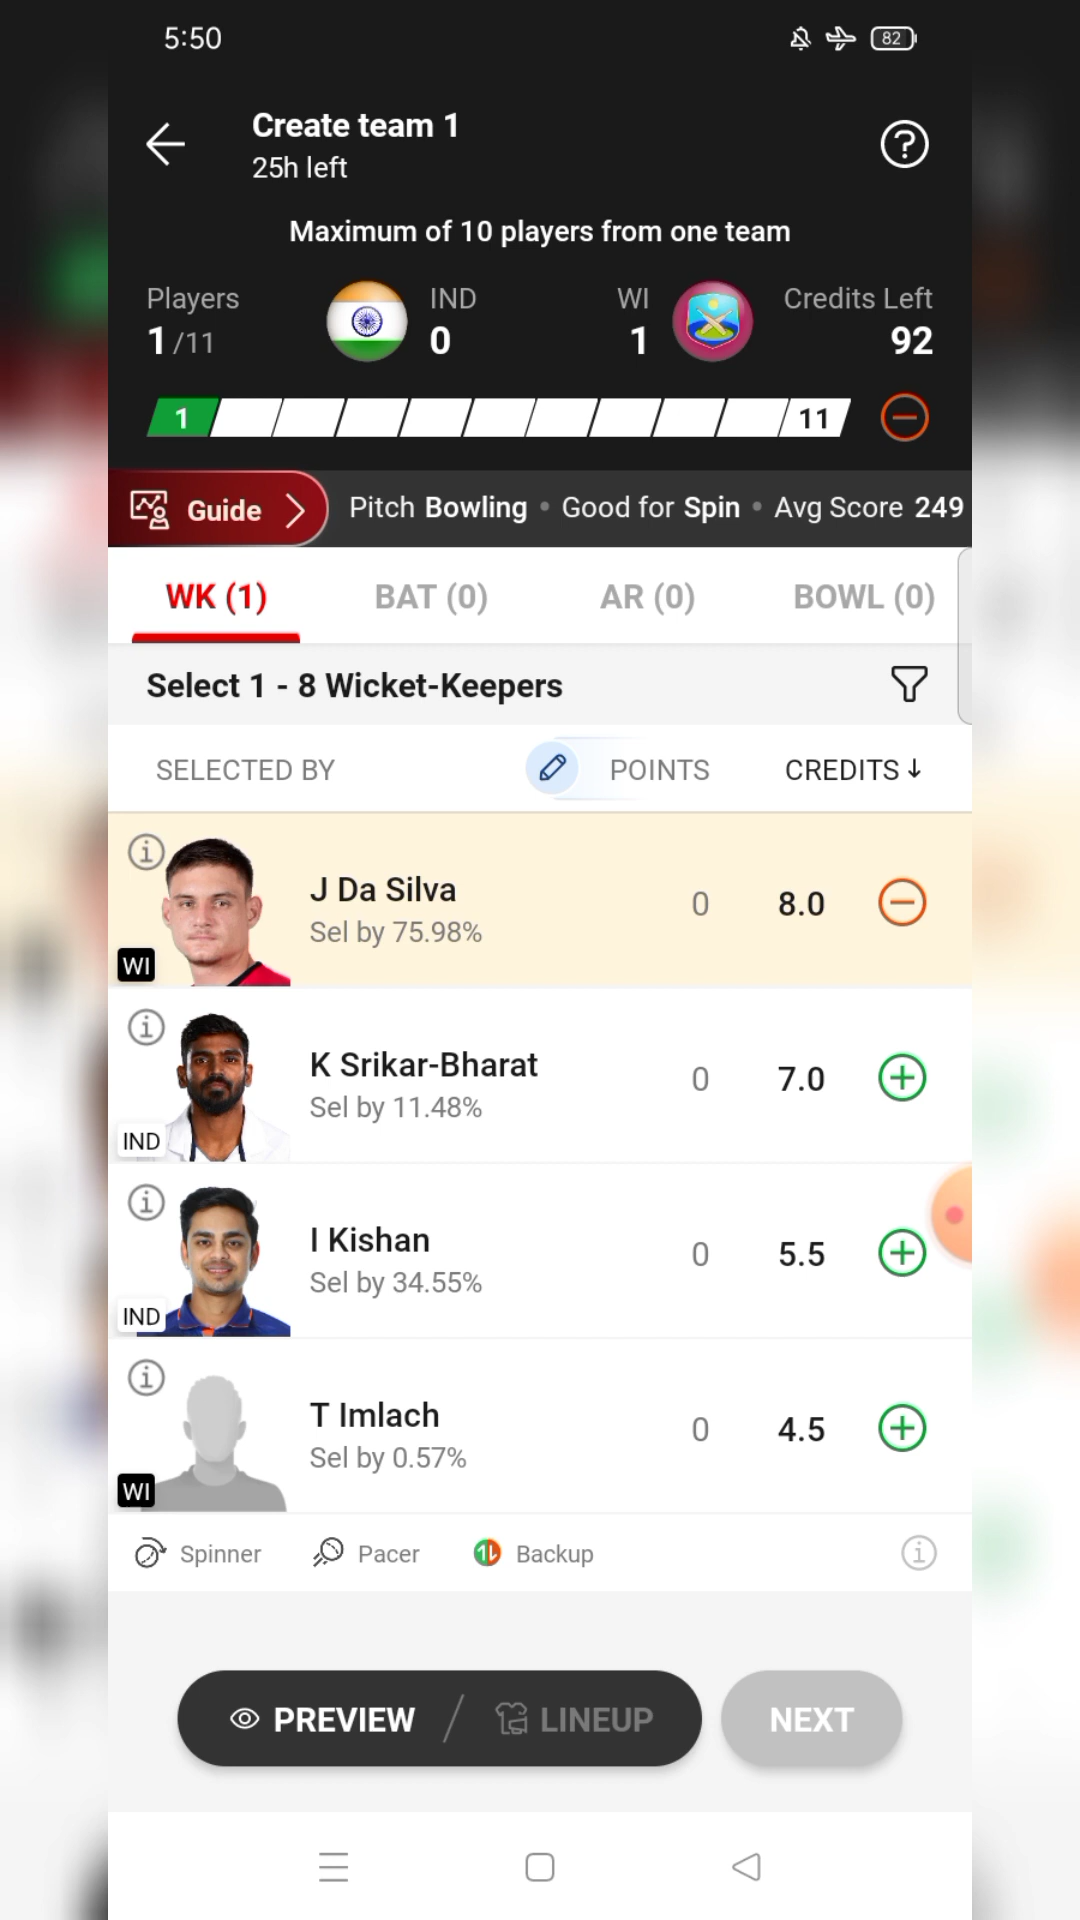 5:50
82
Create team 1
25h left
Maximum of 10 players from one team
Players
1/11
IND
0
WI
1
Credits Left
92
1
11
Guide
Pitch Bowling • Good for Spin • Avg Score 249
WK (1)
BAT (0)
AR (0)
BOWL (0)
Select 1 - 8 Wicket-Keepers
SELECTED BY
POINTS
CREDITS↓
J Da Silva
Sel by 75.98%
0
8.0
WI
K Srikar-Bharat
Sel by 11.48%
0
7.0
IND
I Kishan
Sel by 34.55%
0
5.5
IND
T Imlach
Sel by 0.57%
0
4.5
WI
Spinner
Pacer
Backup
PREVIEW / LINEUP
NEXT